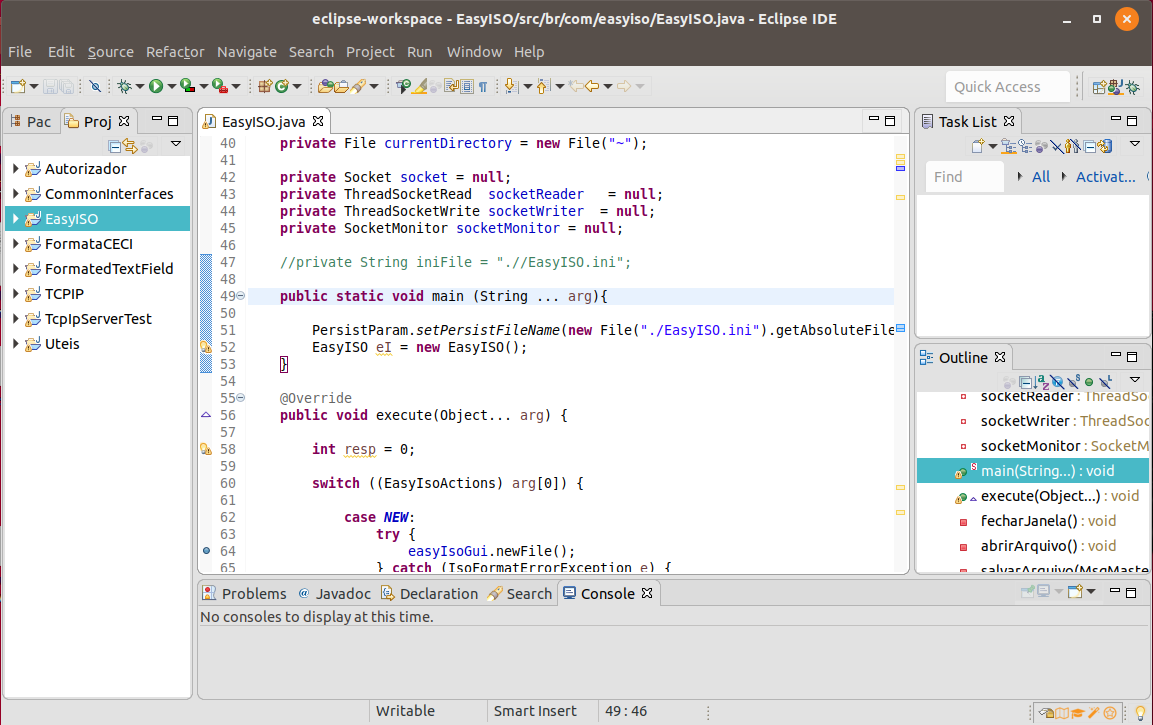 eclipse-workspace - EasyISO/src/br/com/easyiso/EasyISO.java - Eclipse IDE
File Edit Source Refactor Navigate Search Project Run Window Help
Quick Access
Pac Proj
Autorizador
CommonInterfaces
EasyISO
FormataCECI
FormatedTextField
TCPIP
TcpIpServerTest
Uteis
EasyISO.java
40 private File currentDirectory = new File("~");
41
42 private Socket socket = null;
43 private ThreadSocketRead socketReader = null;
44 private ThreadSocketWrite socketWriter = null;
45 private SocketMonitor socketMonitor = null;
46
47 //private String iniFile = ".//EasyISO.ini";
48
49 public static void main (String ... arg){
50
51 PersistParam.setPersistFileName(new File("./EasyISO.ini").getAbsoluteFile
52 EasyISO eI = new EasyISO();
53 }
54
55 @Override
56 public void execute(Object... arg) {
57
58 int resp = 0;
59
60 switch ((EasyIsoActions) arg[0]) {
61
62 case NEW:
63 try {
64 easyIsoGui.newFile();
65 } catch (IsoFormatErrorException e) {
Task List
Find All Activat...
Outline
socketReader : ThreadSo
socketWriter : ThreadSoc
socketMonitor : SocketM
main(String...) : void
execute(Object...) : void
fecharJanela() : void
abrirArquivo() : void
salvarArquivo(MsgMaste
Problems Javadoc Declaration Search Console
No consoles to display at this time.
Writable Smart Insert 49 : 46